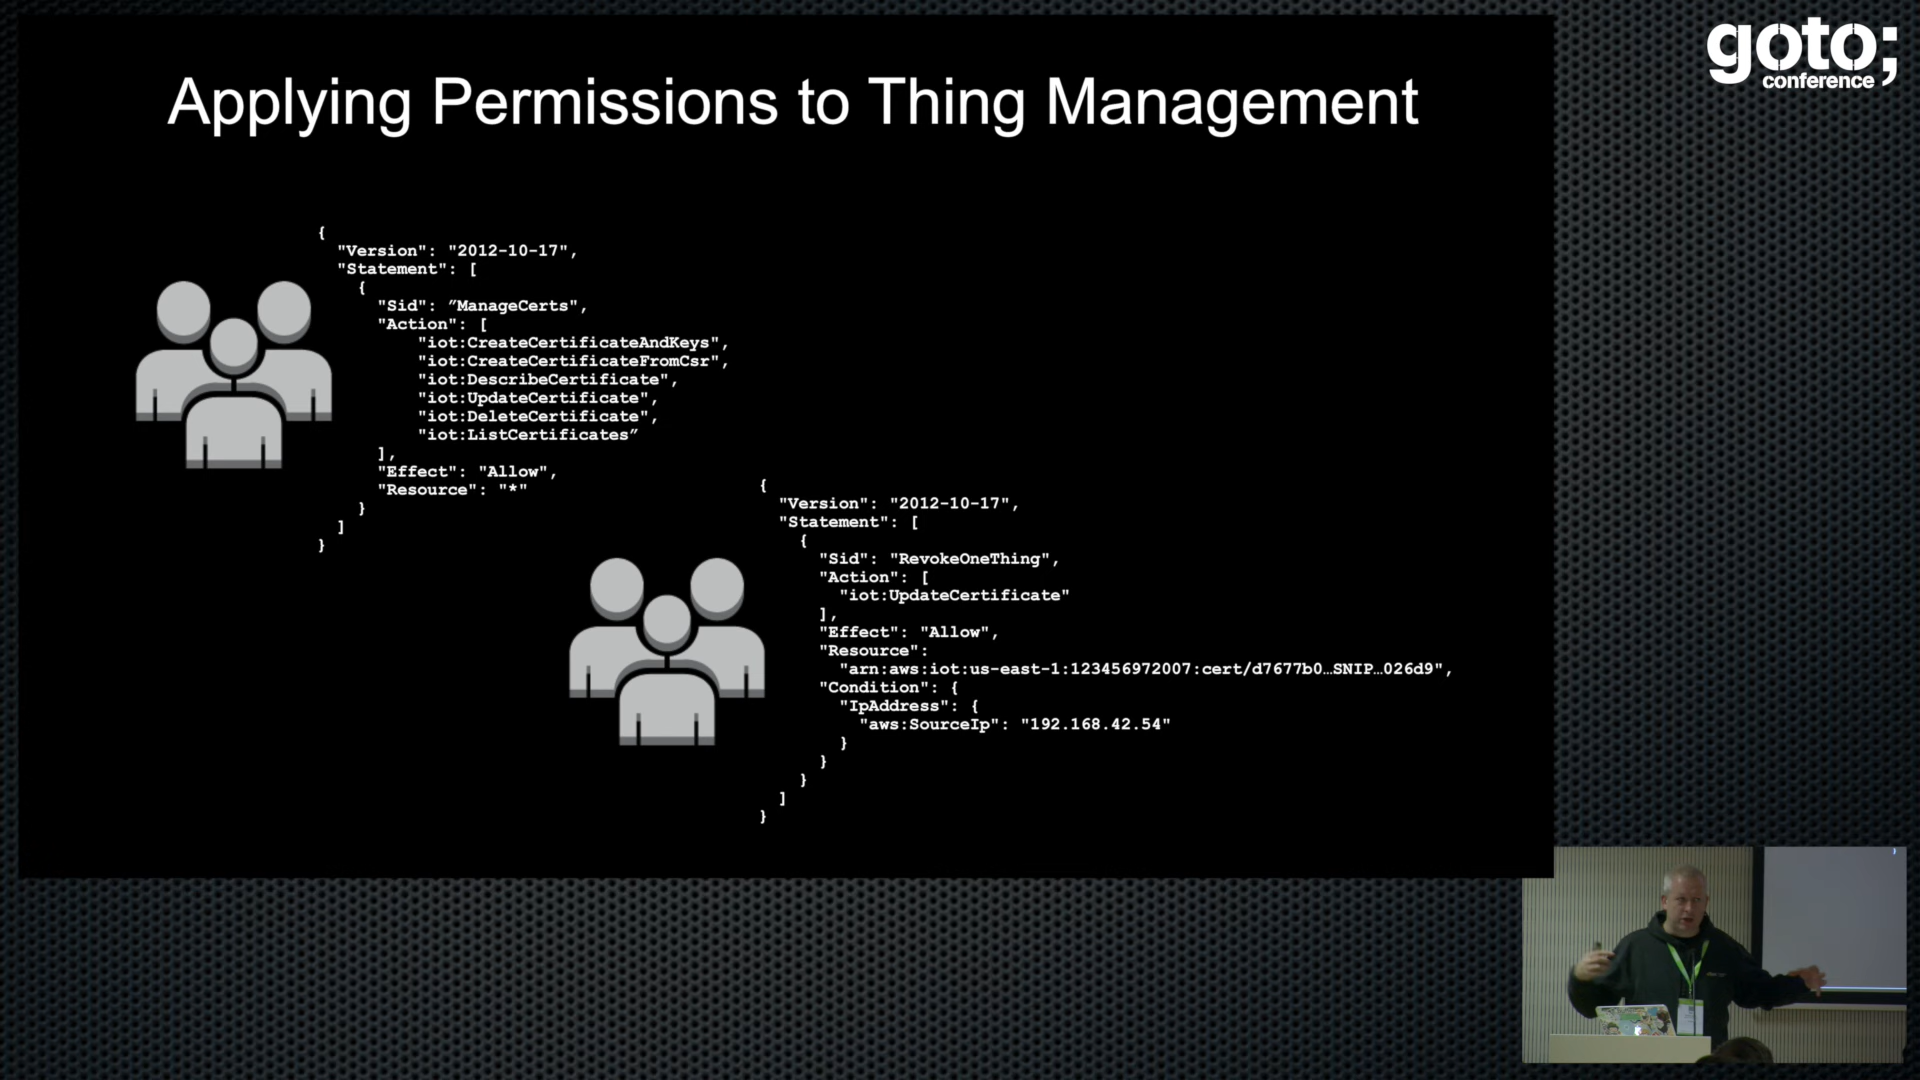 goto;
conference
Applying Permissions to Thing Management
{
"Version": "2012-10-17",
"Statement": [
{
"Sid": ”ManageCerts",
"Action": [
"iot:CreateCertificateAndKeys",
"iot:CreateCertificateFromCsr",
"iot:DescribeCertificate",
"iot:UpdateCertificate",
"iot:DeleteCertificate",
"iot:ListCertificates”
],
"Effect": "Allow",
"Resource": "*"
}
]
}
{
"Version": "2012-10-17",
"Statement": [
{
"Sid": "RevokeOneThing",
"Action": [
"iot:UpdateCertificate"
],
"Effect": "Allow",
"Resource":
"arn:aws:iot:us-east-1:123456972007:cert/d7677b0…SNIP…026d9",
"Condition": {
"IpAddress": {
"aws:SourceIp": "192.168.42.54"
}
}
}
]
}